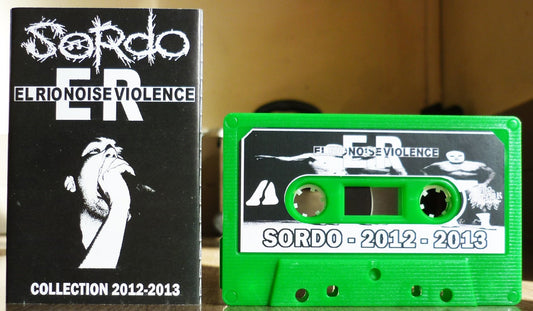 SORDO
ER
EL RIO NOISE VIOLENCE
COLLECTION 2012-2013
ER
EL RIO NOISE VIOLENCE
SORDO - 2012 - 2013